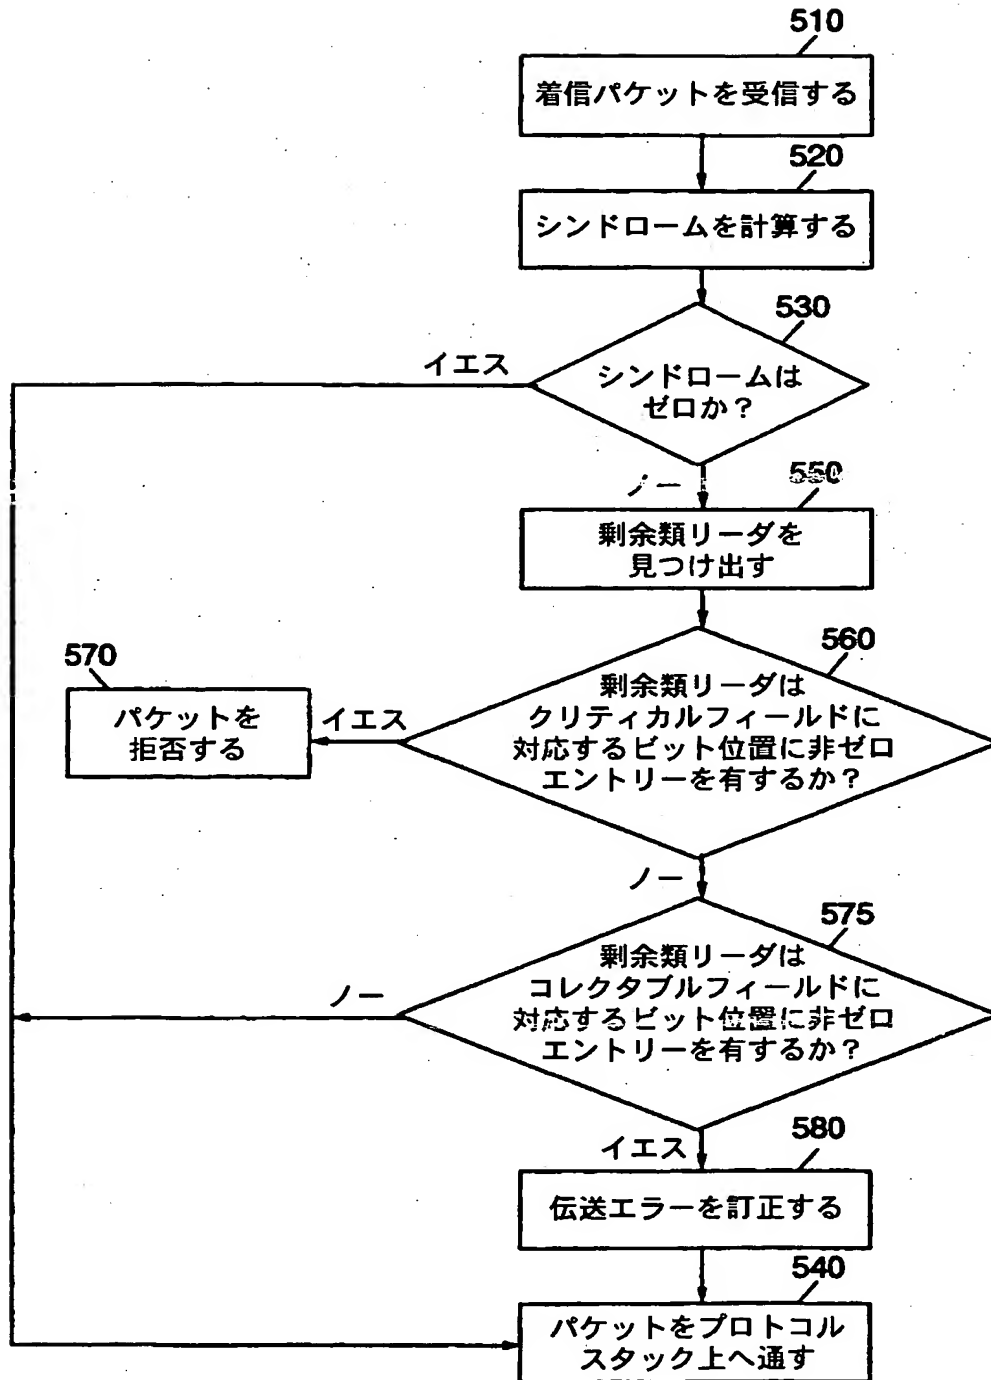 510
着信パケットを受信する
520
シンドロームを計算する
530
イエス
シンドロームは
ゼロか？
ノー
550
剰余類リーダを
見つけ出す
560
570
剰余類リーダは
クリティカルフィールドに
対応するビット位置に非ゼロ
エントリーを有するか？
イエス
パケットを
拒否する
ノー
575
剰余類リーダは
コレクタブルフィールドに
対応するビット位置に非ゼロ
エントリーを有するか？
ノー
イエス
580
伝送エラーを訂正する
540
パケットをプロトコル
スタック上へ通す